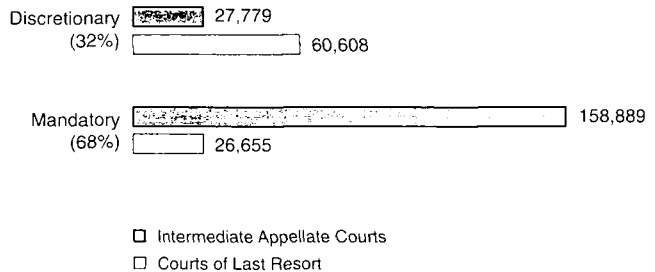 Discretionary 27,779
(32%) 60,608
Mandatory 158,889
(68%) 26,655
Intermediate Appellate Courts
Courts of Last Resort